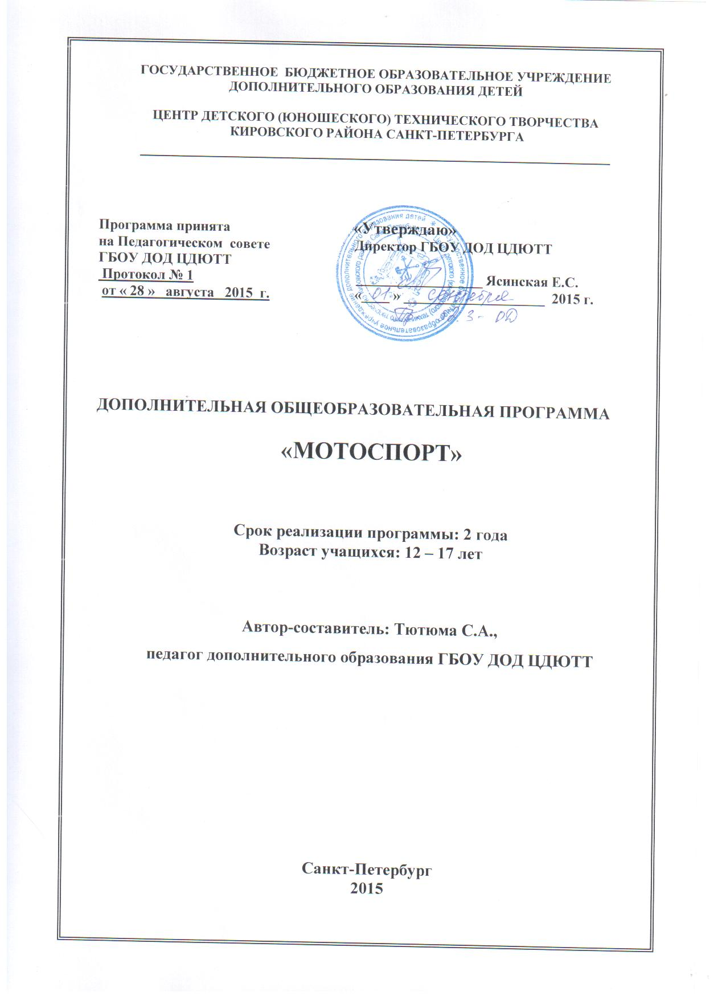 ГОСУДАРСТВЕННОЕ БЮДЖЕТНОЕ ОБРАЗОВАТЕЛЬНОЕ УЧРЕЖДЕНИЕ
ДОПОЛНИТЕЛЬНОГО ОБРАЗОВАНИЯ ДЕТЕЙ
ЦЕНТР ДЕТСКОГО (ЮНОШЕСКОГО) ТЕХНИЧЕСКОГО ТВОРЧЕСТВА
КИРОВСКОГО РАЙОНА САНКТ-ПЕТЕРБУРГА
Программа принята
на Педагогическом совете
ГБОУ ДОД ЦДЮТТ
Протокол № 1
от « 28 » августа 2015 г.
«Утверждаю»
Директор ГБОУ ДОД ЦДЮТТ
Ясинская Е.С.
« 01 » сентября 2015 г.
3 - ОД
ДОПОЛНИТЕЛЬНАЯ ОБЩЕОБРАЗОВАТЕЛЬНАЯ ПРОГРАММА
«МОТОСПОРТ»
Срок реализации программы: 2 года
Возраст учащихся: 12 – 17 лет
Автор-составитель: Тютюма С.А.,
педагог дополнительного образования ГБОУ ДОД ЦДЮТТ
Санкт-Петербург
2015